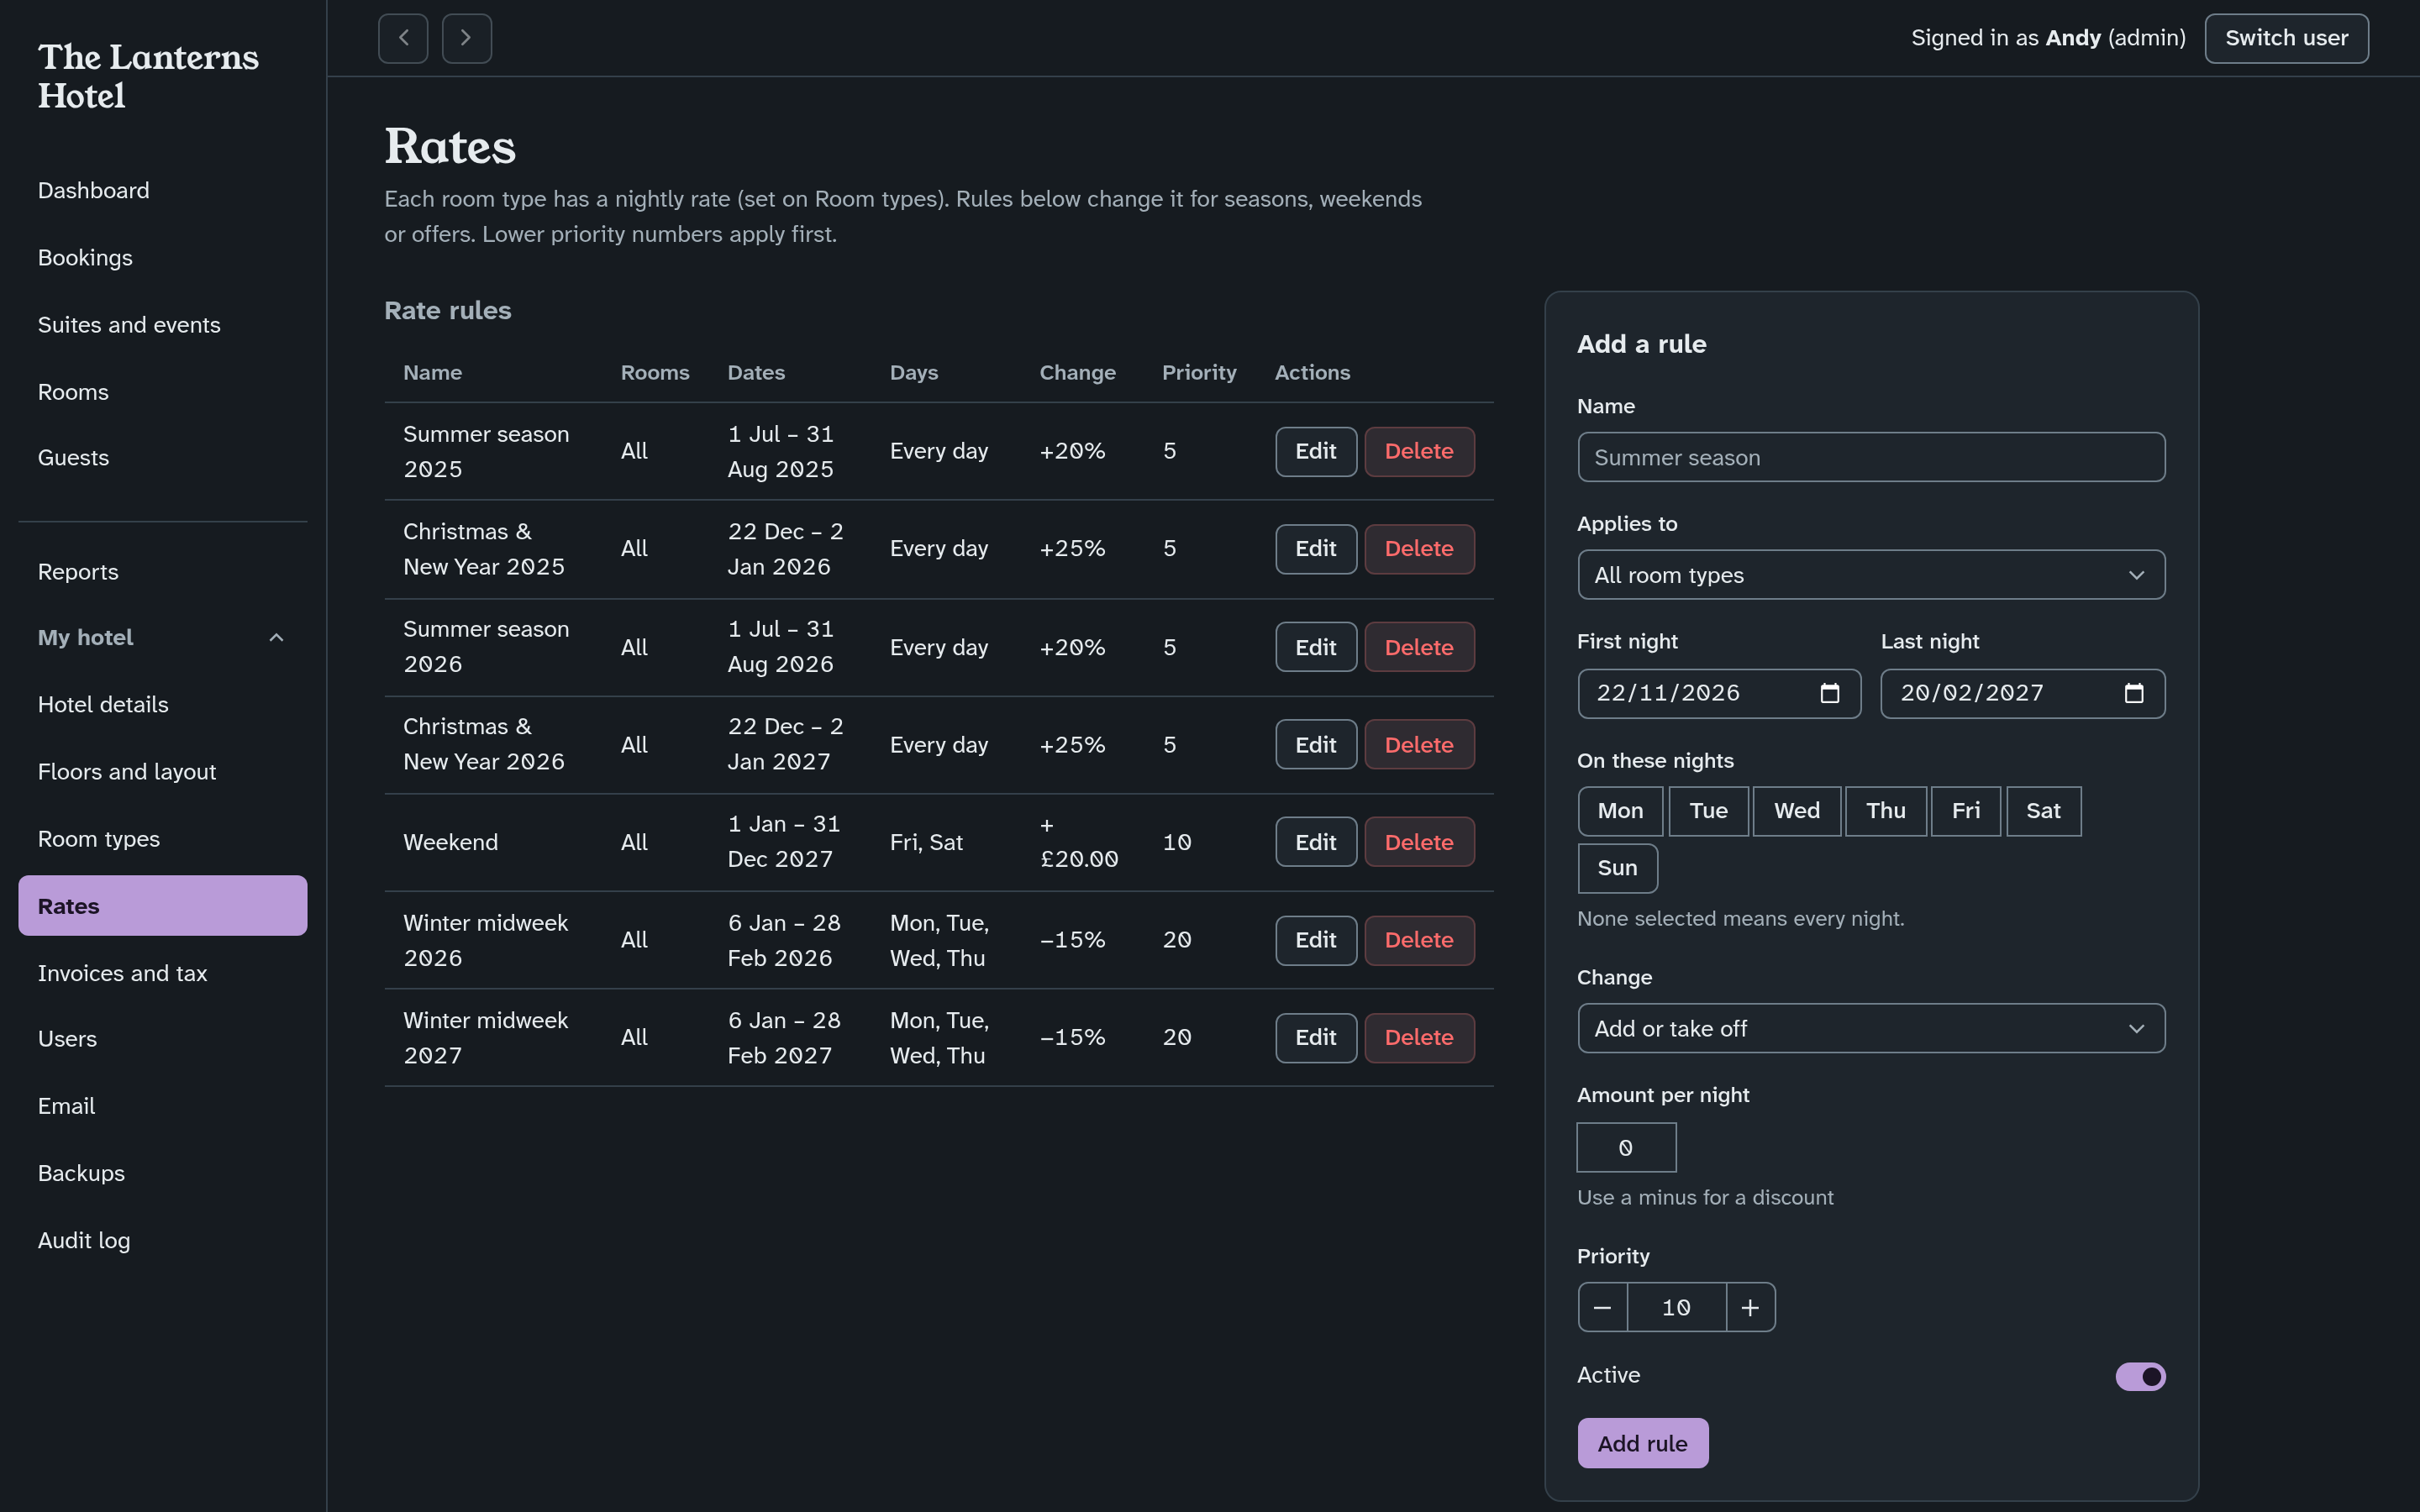 The Lanterns
Hotel
Dashboard
Bookings
Suites and events
Rooms
Guests
Reports
My hotel
Hotel details
Floors and layout
Room types
Rates
Invoices and tax
Users
Email
Backups
Audit log
Signed in as Andy (admin) Switch user
Rates
Each room type has a nightly rate (set on Room types). Rules below change it for seasons, weekends
or offers. Lower priority numbers apply first.
Rate rules
Name Rooms Dates Days Change Priority Actions
Summer season 1 Jul – 31
2025 All Aug 2025 Every day +20% 5 Edit Delete
Christmas & 22 Dec – 2
New Year 2025 All Jan 2026 Every day +25% 5 Edit Delete
Summer season 1 Jul – 31
2026 All Aug 2026 Every day +20% 5 Edit Delete
Christmas & 22 Dec – 2
New Year 2026 All Jan 2027 Every day +25% 5 Edit Delete
1 Jan – 31 +
Weekend All Dec 2027 Fri, Sat £20.00 10 Edit Delete
Winter midweek 6 Jan – 28 Mon, Tue,
2026 All Feb 2026 Wed, Thu −15% 20 Edit Delete
Winter midweek 6 Jan – 28 Mon, Tue,
2027 All Feb 2027 Wed, Thu −15% 20 Edit Delete
Add a rule
Name
Summer season
Applies to
All room types
First night Last night
22/11/2026 20/02/2027
On these nights
Mon Tue Wed Thu Fri Sat
Sun
None selected means every night.
Change
Add or take off
Amount per night
0
Use a minus for a discount
Priority
− 10 +
Active
Add rule